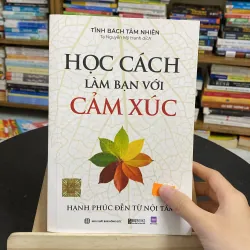 TỈNH BÁCH TÂM NHIÊN
HỌC CÁCH
LÀM BẠN VỚI
CẢM XÚC
HẠNH PHÚC ĐẾN TỪ NỘI TÂM